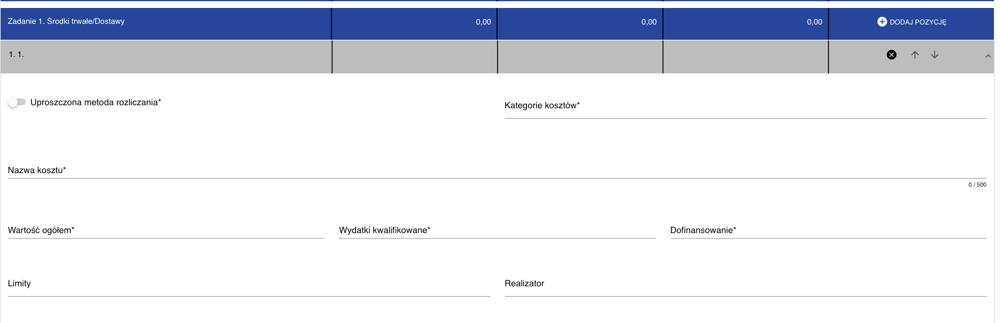 Zadanie 1. Środki trwałe/Dostawy 0,00 0,00 0,00 DODAJ POZYCJĘ
1. 1.
Uproszczona metoda rozliczania*
Kategorie kosztów*
Nazwa kosztu*
0 / 500
Wartość ogółem* Wydatki kwalifikowane* Dofinansowanie*
Limity Realizator